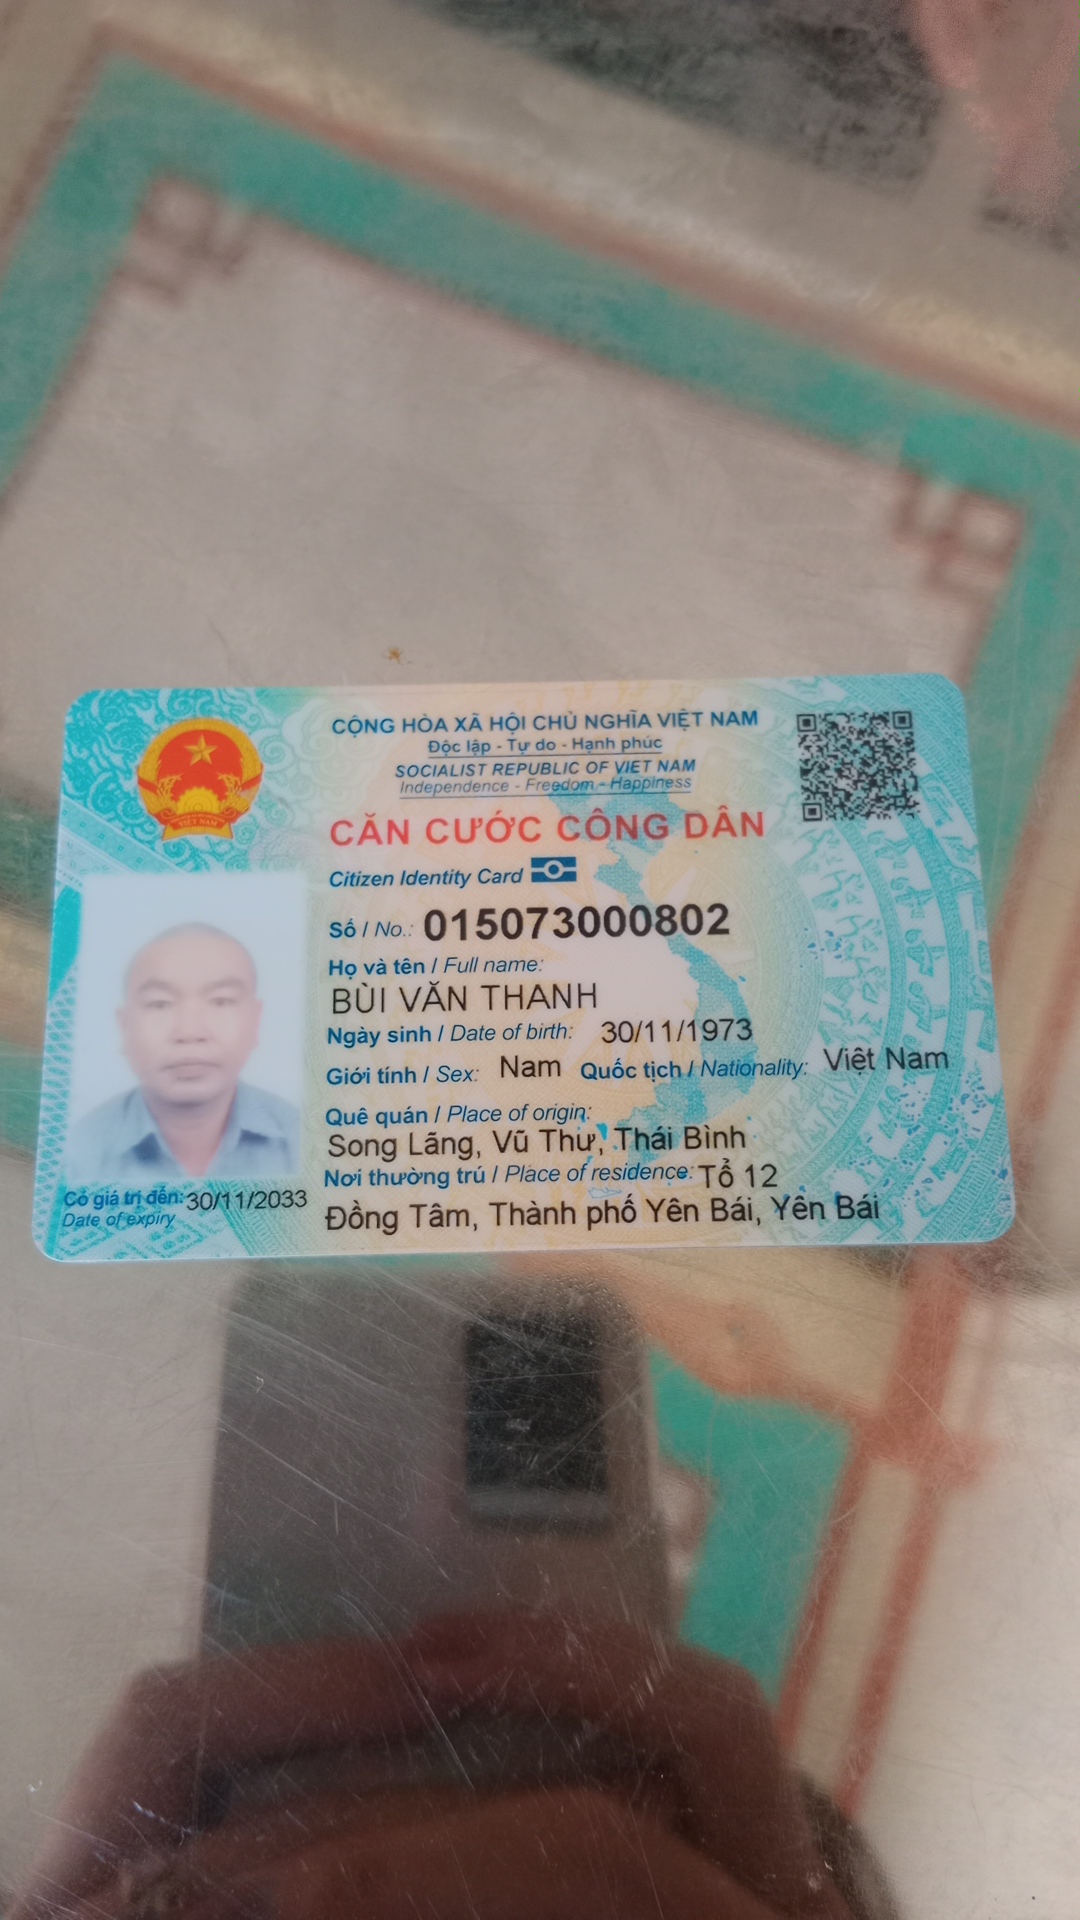 CỘNG HÒA XÃ HỘI CHỦ NGHĨA VIỆT NAM
Độc lập - Tự do - Hạnh phúc
SOCIALIST REPUBLIC OF VIET NAM
Independence - Freedom - Happiness
CĂN CƯỚC CÔNG DÂN
Citizen Identity Card
Số / No.: 015073000802
Họ và tên / Full name:
BÙI VĂN THANH
Ngày sinh / Date of birth: 30/11/1973
Giới tính / Sex: Nam Quốc tịch / Nationality: Việt Nam
Quê quán / Place of origin:
Song Lãng, Vũ Thư, Thái Bình
Nơi thường trú / Place of residence: Tổ 12
Đồng Tâm, Thành phố Yên Bái, Yên Bái
Có giá trị đến: 30/11/2033
Date of expiry
VIỆT NAM